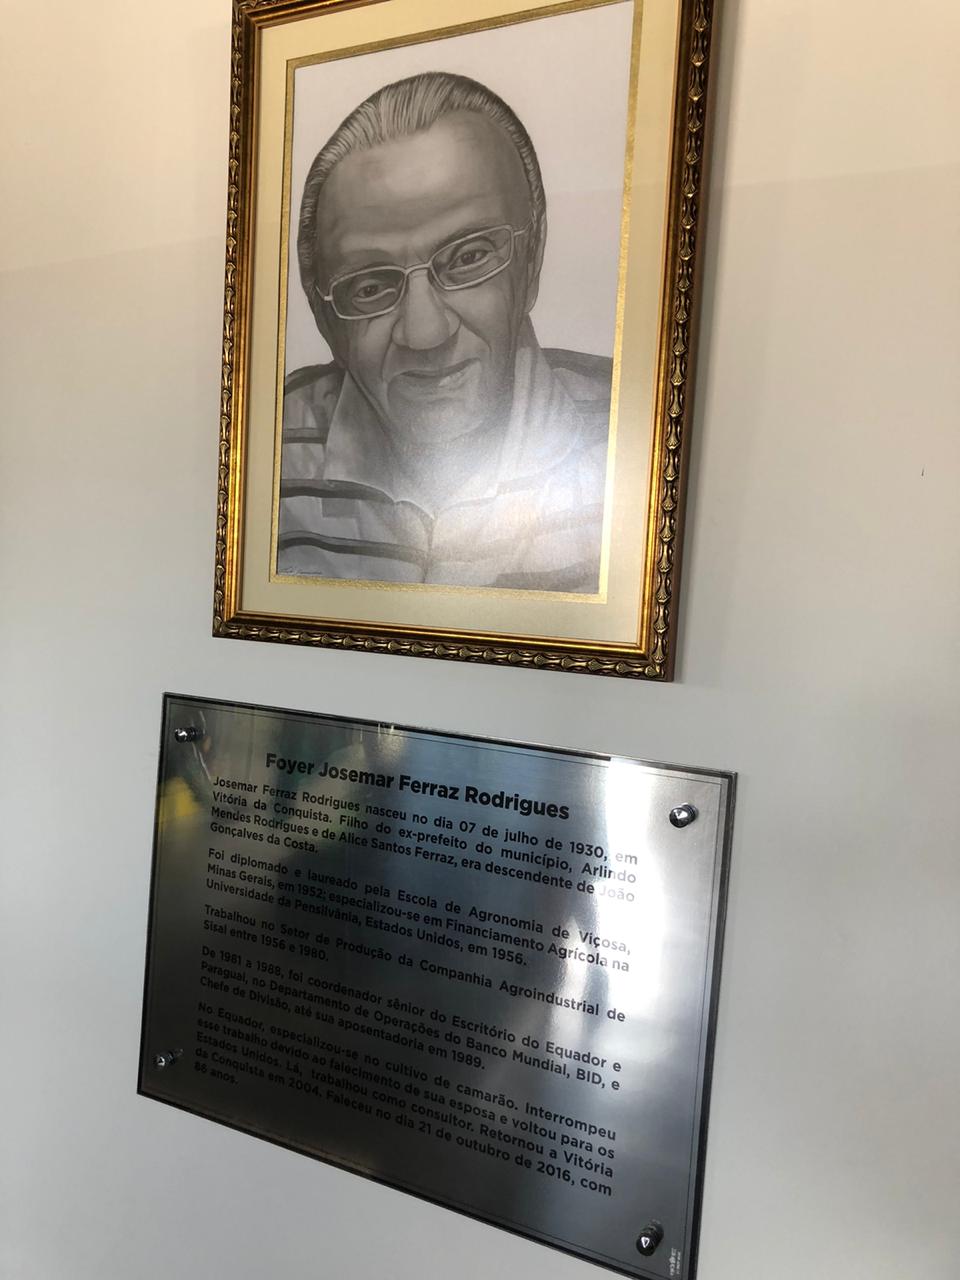 Foyer Josemar Ferraz Rodrigues
Josemar Ferraz Rodrigues nasceu no dia 07 de julho de 1930, em
Vitória da Conquista. Filho do ex-prefeito do município, Arlindo
Mendes Rodrigues e de Alice Santos Ferraz, era descendente de João
Gonçalves da Costa.
Foi diplomado e laureado pela Escola de Agronomia de Viçosa,
Minas Gerais, em 1952; especializou-se em Financiamento Agrícola na
Universidade da Pensilvânia, Estados Unidos, em 1956.
Trabalhou no Setor de Produção da Companhia Agroindustrial de
Sisal entre 1956 e 1980.
De 1981 a 1988, foi coordenador sênior do Escritório do Equador e
Paraguai, no Departamento de Operações do Banco Mundial, BID, e
Chefe de Divisão, até sua aposentadoria em 1989.
No Equador, especializou-se no cultivo de camarão. Interrompeu
esse trabalho devido ao falecimento de sua esposa e voltou para os
Estados Unidos. Lá, trabalhou como consultor. Retornou a Vitória
da Conquista em 2004. Faleceu no dia 21 de outubro de 2016, com
86 anos.